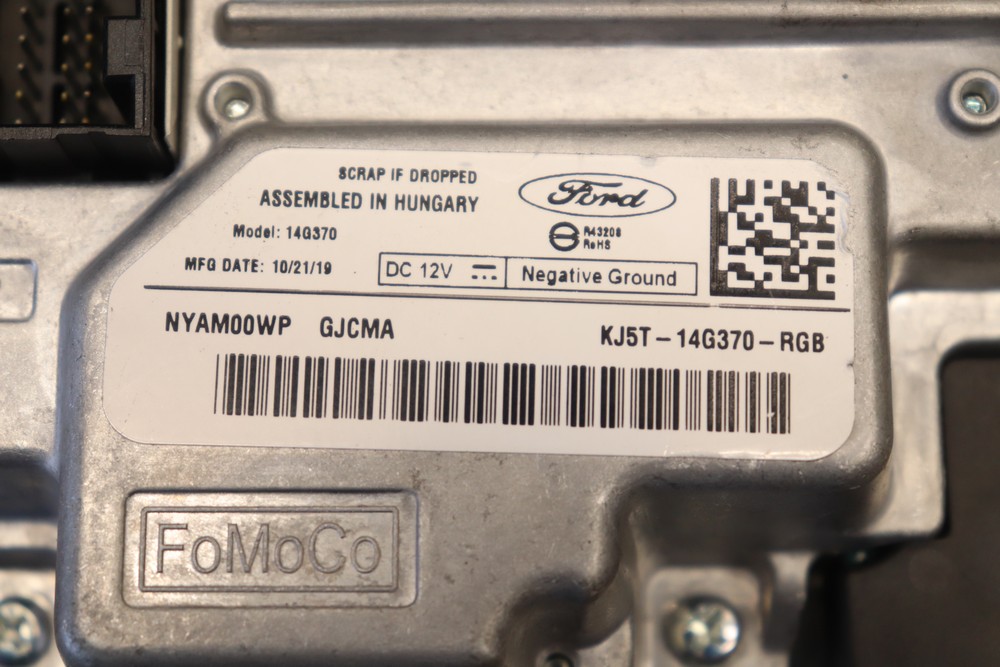 SCRAP IF DROPPED
ASSEMBLED IN HUNGARY
Model: 14G370
MFG DATE: 10/21/19
Ford
R43208
RoHS
DC 12V
Negative Ground
NYAM00WP GJCMA
KJ5T-14G370-RGB
FoMoCo